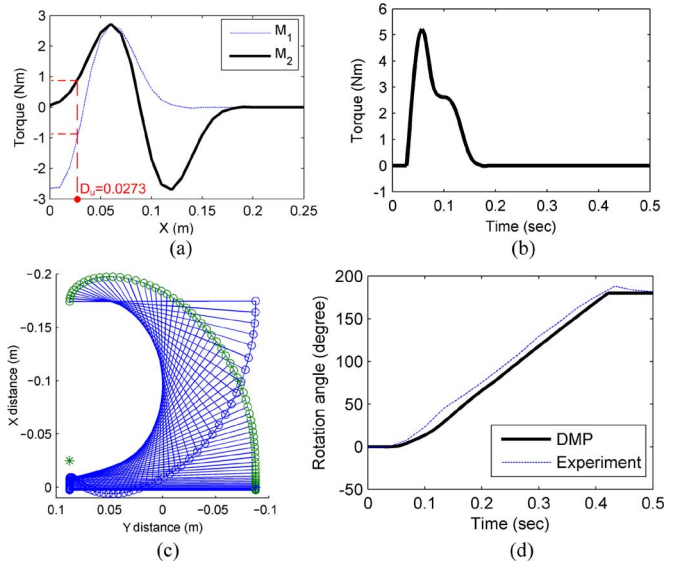 3
2
1
0
-1
-2
-3
Torque (Nm)
M1
M2
Du=0.0273
0 0.05 0.1 0.15 0.2 0.25
X (m)
(a)
6
5
4
3
2
1
0
-1
Torque (Nm)
0 0.1 0.2 0.3 0.4 0.5
Time (sec)
(b)
−0.2
−0.15
−0.1
−0.05
0
X distance (m)
0.1 0.05 0 −0.05 −0.1
Y distance (m)
(c)
200
150
100
50
0
-50
Rotation angle (degree)
DMP
Experiment
0 0.1 0.2 0.3 0.4 0.5
Time (sec)
(d)